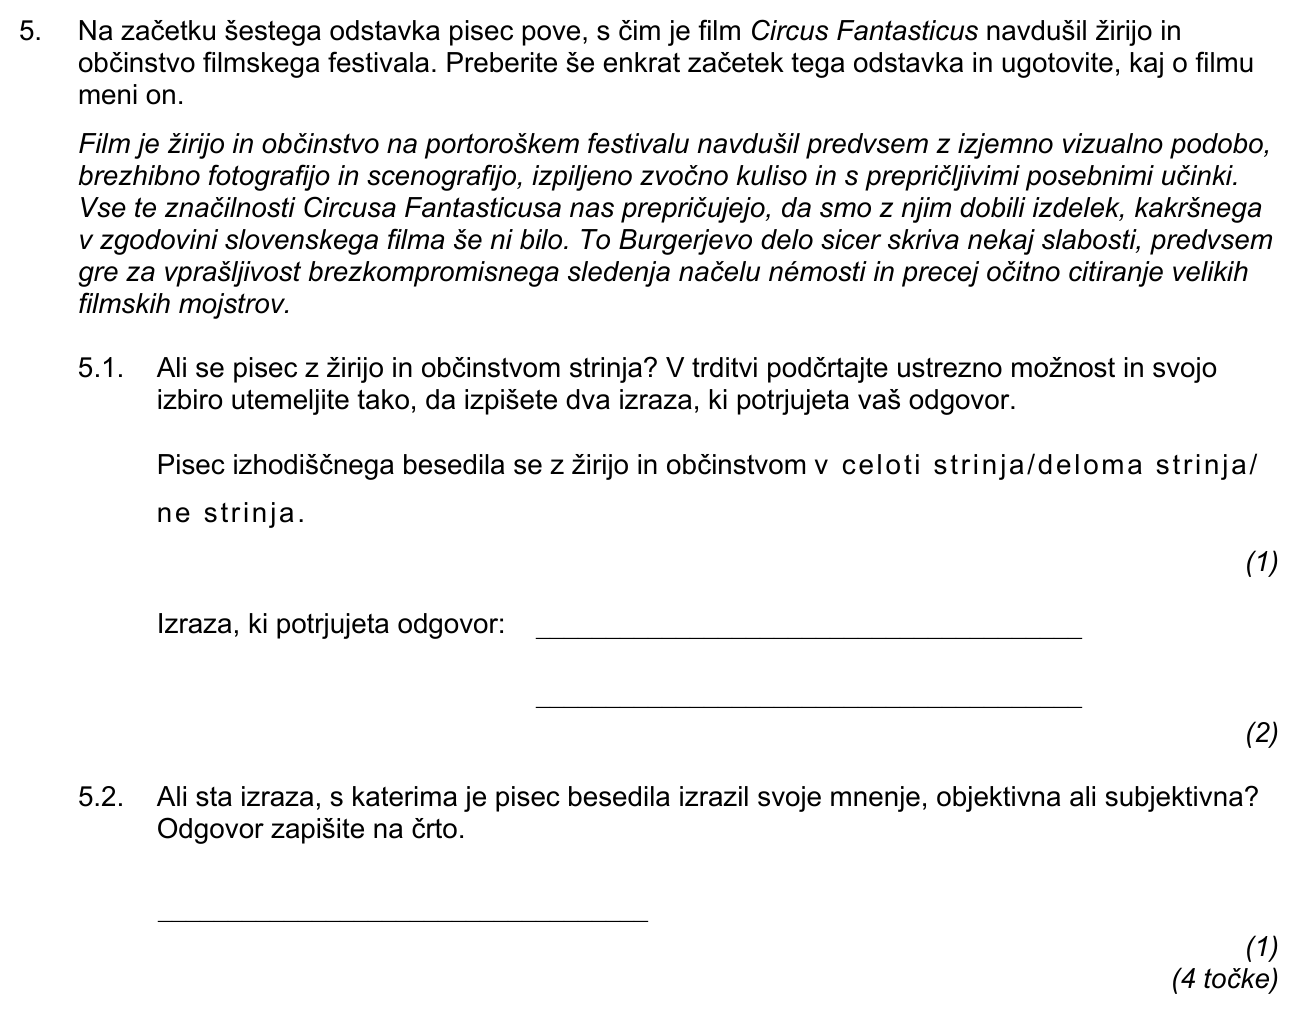 5. Na začetku šestega odstavka pisec pove, s čim je film Circus Fantasticus navdušil žirijo in
občinstvo filmskega festivala. Preberite še enkrat začetek tega odstavka in ugotovite, kaj o filmu
meni on.
Film je žirijo in občinstvo na portoroškem festivalu navdušil predvsem z izjemno vizualno podobo,
brezhibno fotografijo in scenografijo, izpiljeno zvočno kuliso in s prepričljivimi posebnimi učinki.
Vse te značilnosti Circusa Fantasticusa nas prepričujejo, da smo z njim dobili izdelek, kakršnega
v zgodovini slovenskega filma še ni bilo. To Burgerjevo delo sicer skriva nekaj slabosti, predvsem
gre za vprašljivost brezkompromisnega sledenja načelu némosti in precej očitno citiranje velikih
filmskih mojstrov.
5.1. Ali se pisec z žirijo in občinstvom strinja? V trditvi podčrtajte ustrezno možnost in svojo
izbiro utemeljite tako, da izpišete dva izraza, ki potrjujeta vaš odgovor.
Pisec izhodiščnega besedila se z žirijo in občinstvom v celoti strinja/deloma strinja/
ne strinja.
(1)
Izraza, ki potrjujeta odgovor: ____________________
____________________
(2)
5.2. Ali sta izraza, s katerima je pisec besedila izrazil svoje mnenje, objektivna ali subjektivna?
Odgovor zapišite na črto.
____________________
(1)
(4 točke)